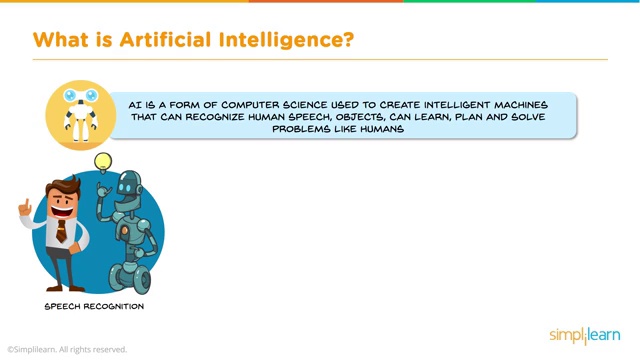 What is Artificial Intelligence?
AI IS A FORM OF COMPUTER SCIENCE USED TO CREATE INTELLIGENT MACHINES
THAT CAN RECOGNIZE HUMAN SPEECH, OBJECTS, CAN LEARN, PLAN AND SOLVE
PROBLEMS LIKE HUMANS
SPEECH RECOGNITION
simplilearn
©Simplilearn. All rights reserved.